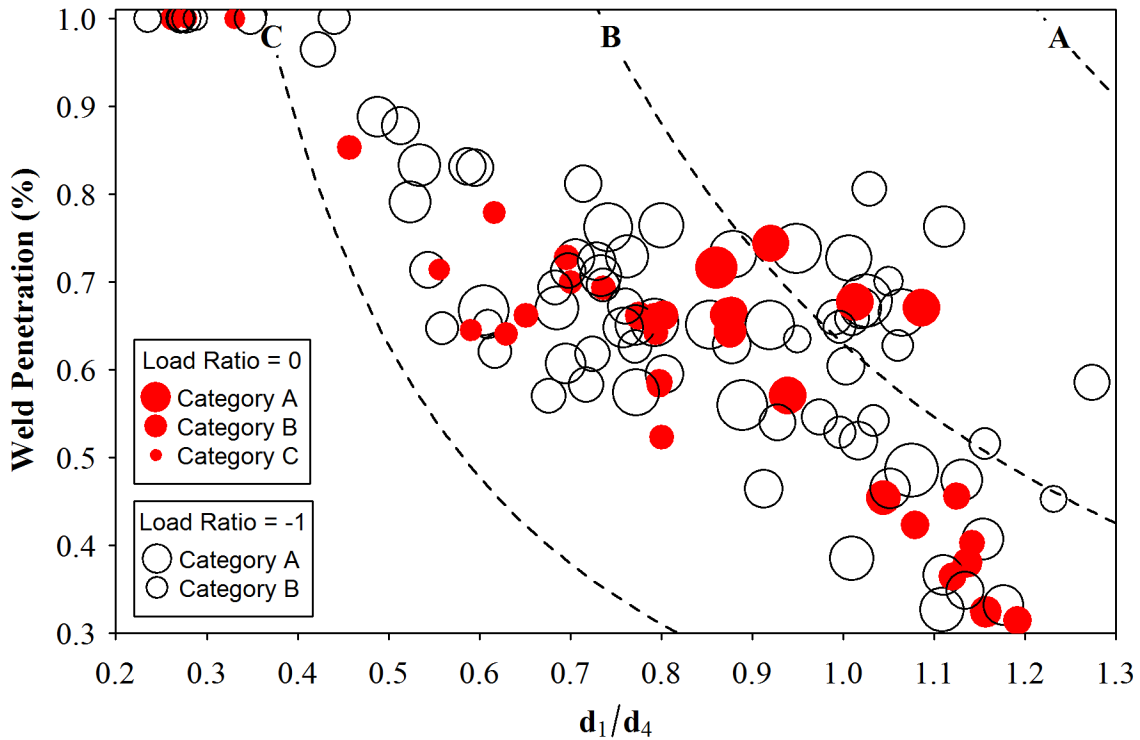 1.0
0.9
0.8
0.7
0.6
0.5
0.4
0.3
Weld Penetration (%)
C
B
A
Load Ratio = 0
Category A
Category B
Category C
Load Ratio = -1
Category A
Category B
0.2 0.3 0.4 0.5 0.6 0.7 0.8 0.9 1.0 1.1 1.2 1.3
d₁/d₄